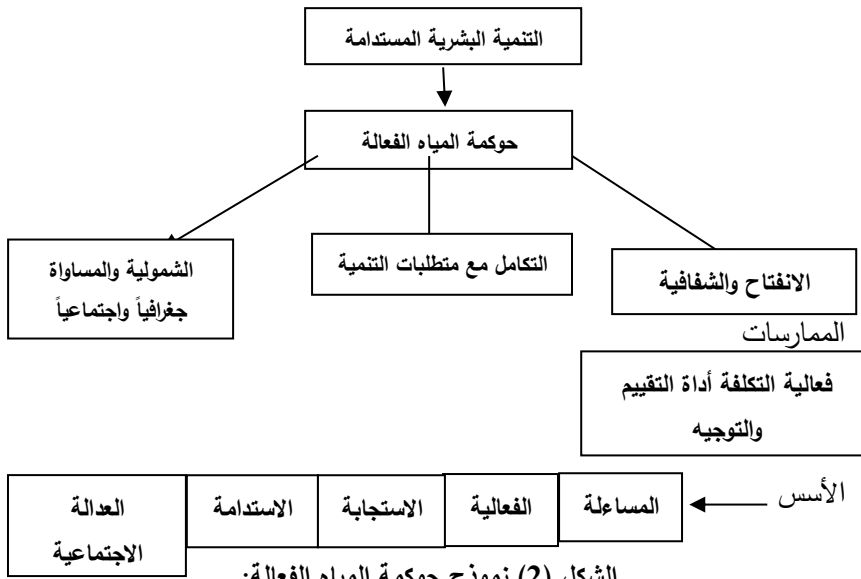 التنمية البشرية المستدامة
حوكمة المياه الفعالة
الانفتاح والشفافية
التكامل مع متطلبات التنمية
الشمولية والمساواة
جغرافياً واجتماعياً
الممارسات
فعالية التكلفة أداة التقييم
والتوجيه
الأسس
المساءلة
الفعالية
الاستجابة
الاستدامة
العدالة
الاجتماعية
الشكل (2) نموذج حوكمة المياه الفعالة: